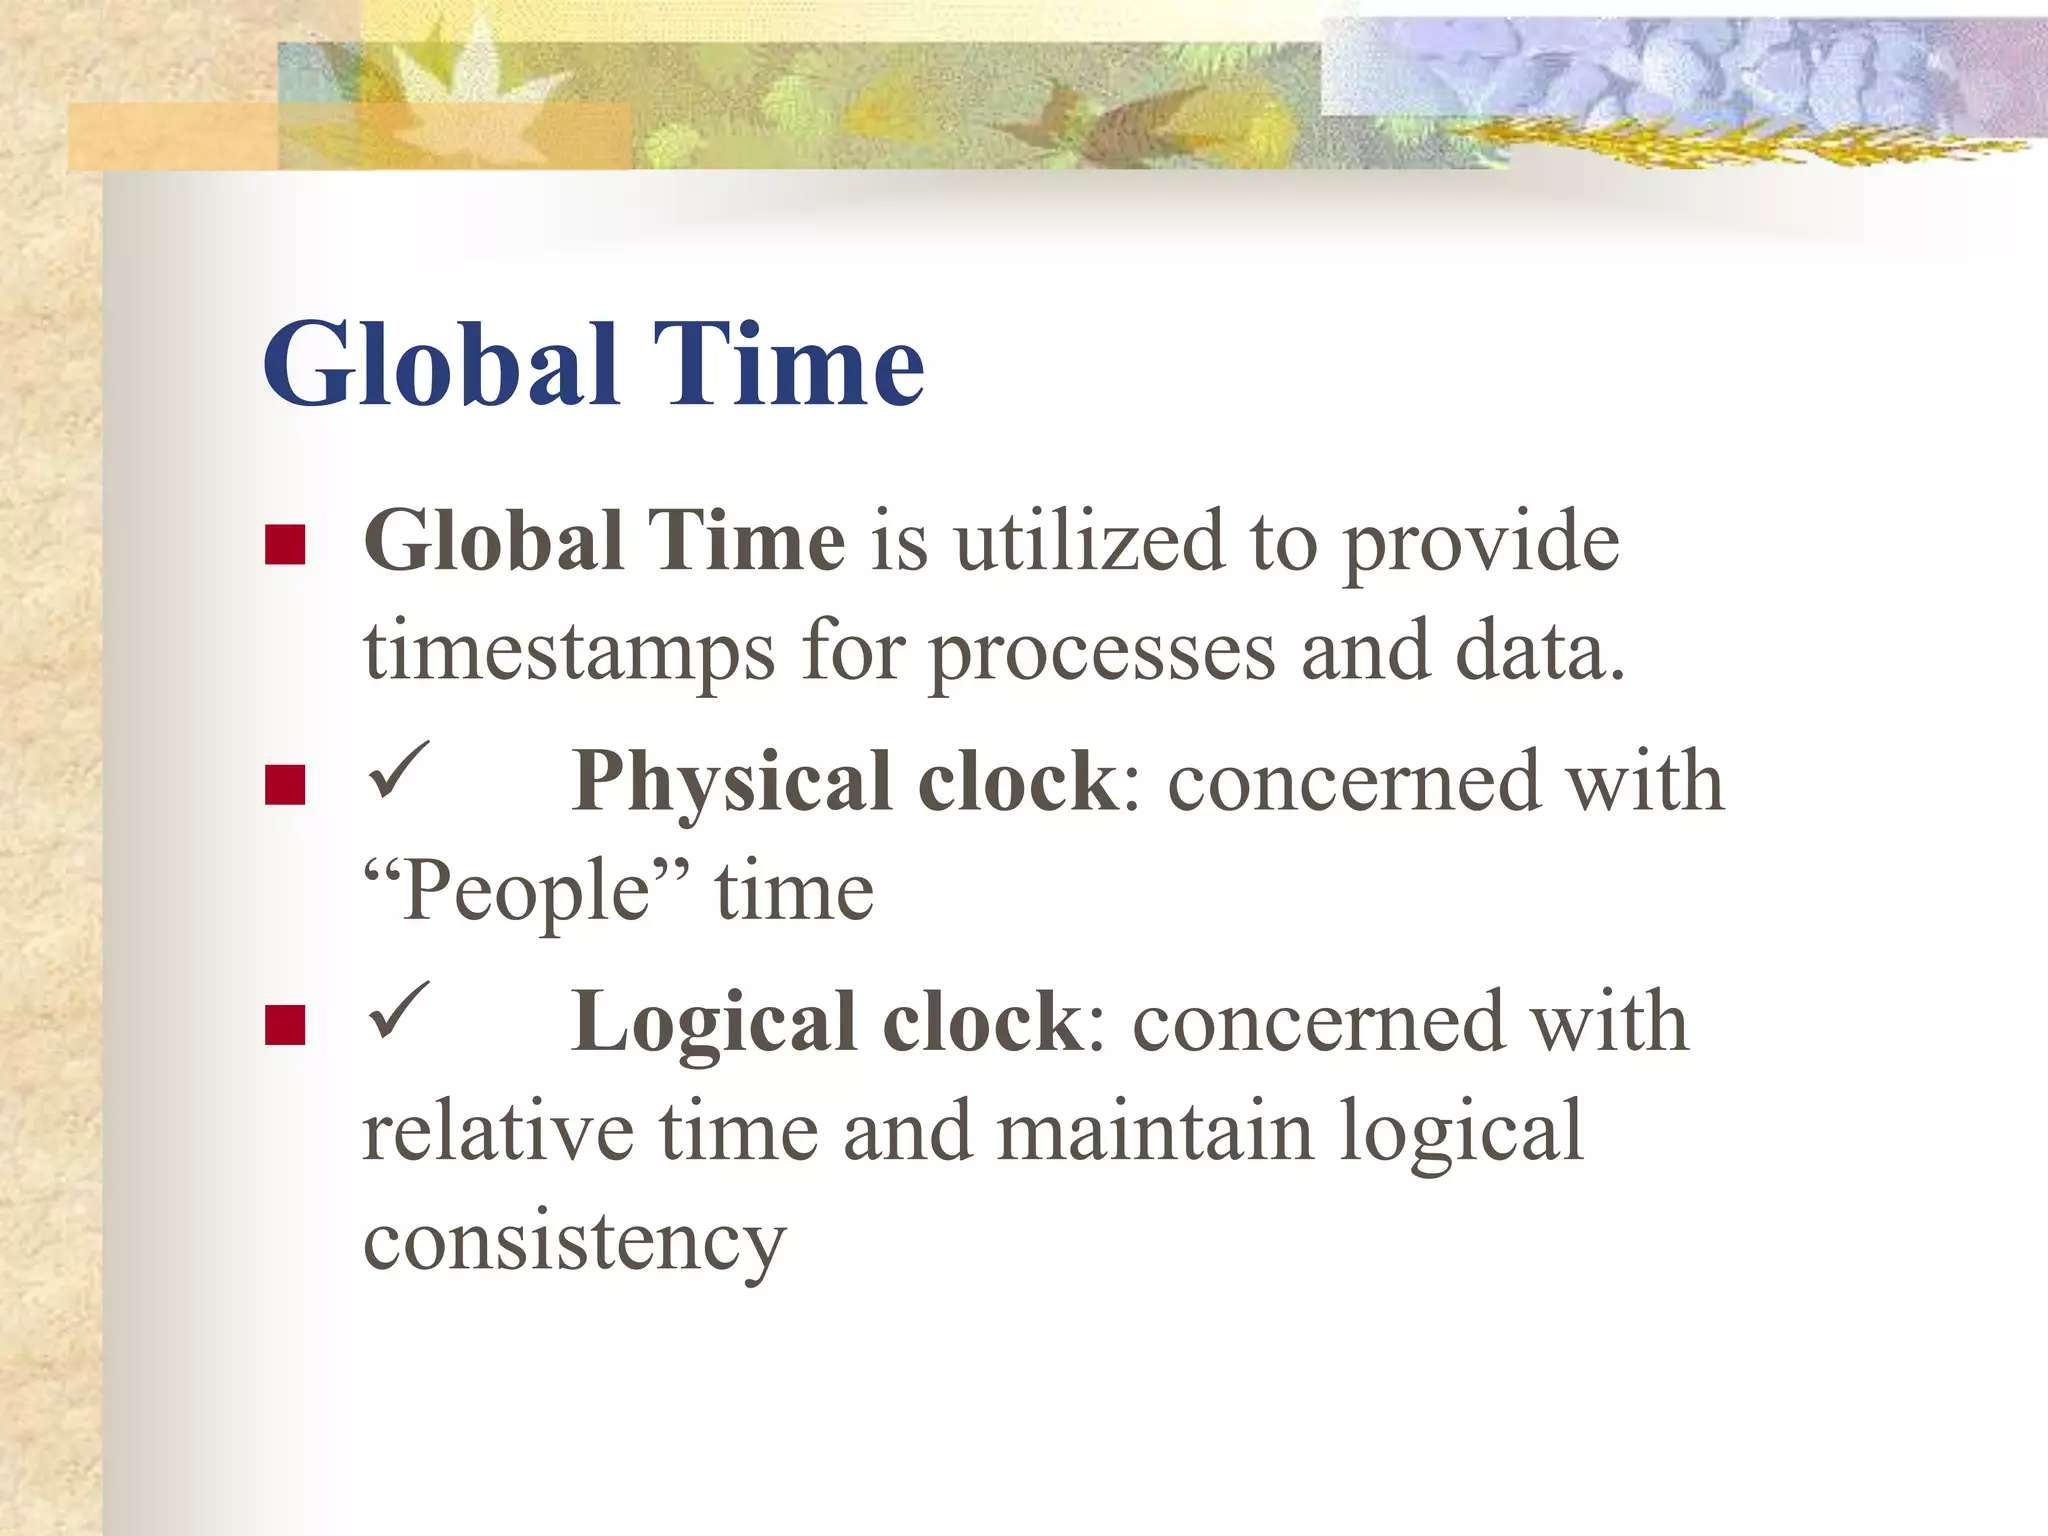 Global Time
■ Global Time is utilized to provide
timestamps for processes and data.
■ ✓ Physical clock: concerned with
“People” time
■ ✓ Logical clock: concerned with
relative time and maintain logical
consistency